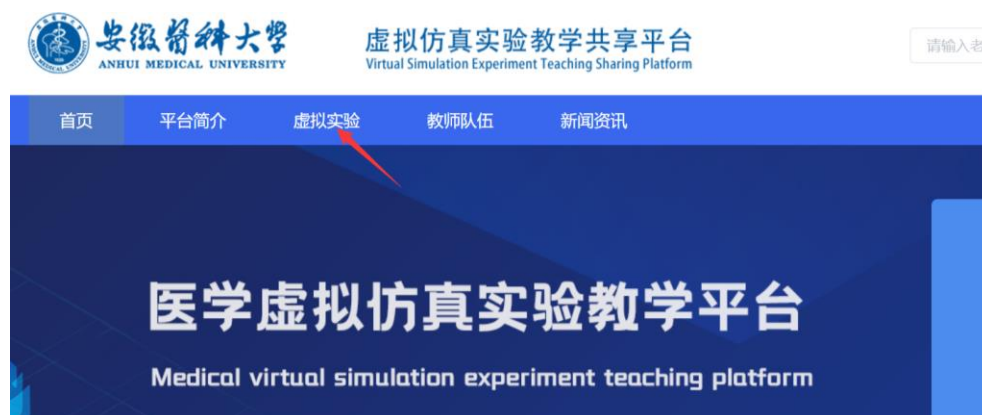 安徽医科大学
ANHUI MEDICAL UNIVERSITY
虚拟仿真实验教学共享平台
Virtual Simulation Experiment Teaching Sharing Platform
请输入老
首页 平台简介 虚拟实验 教师队伍 新闻资讯
医学虚拟仿真实验教学平台
Medical virtual simulation experiment teaching platform